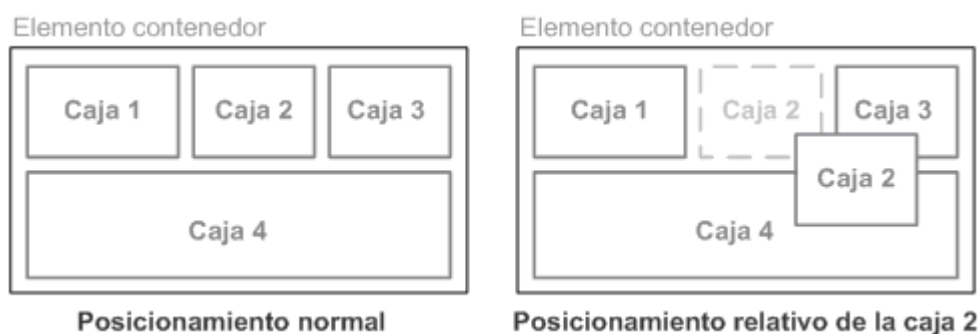 Elemento contenedor
Caja 1
Caja 2
Caja 3
Caja 4
Posicionamiento normal
Elemento contenedor
Caja 1
Caja 2
Caja 3
Caja 2
Caja 4
Posicionamiento relativo de la caja 2